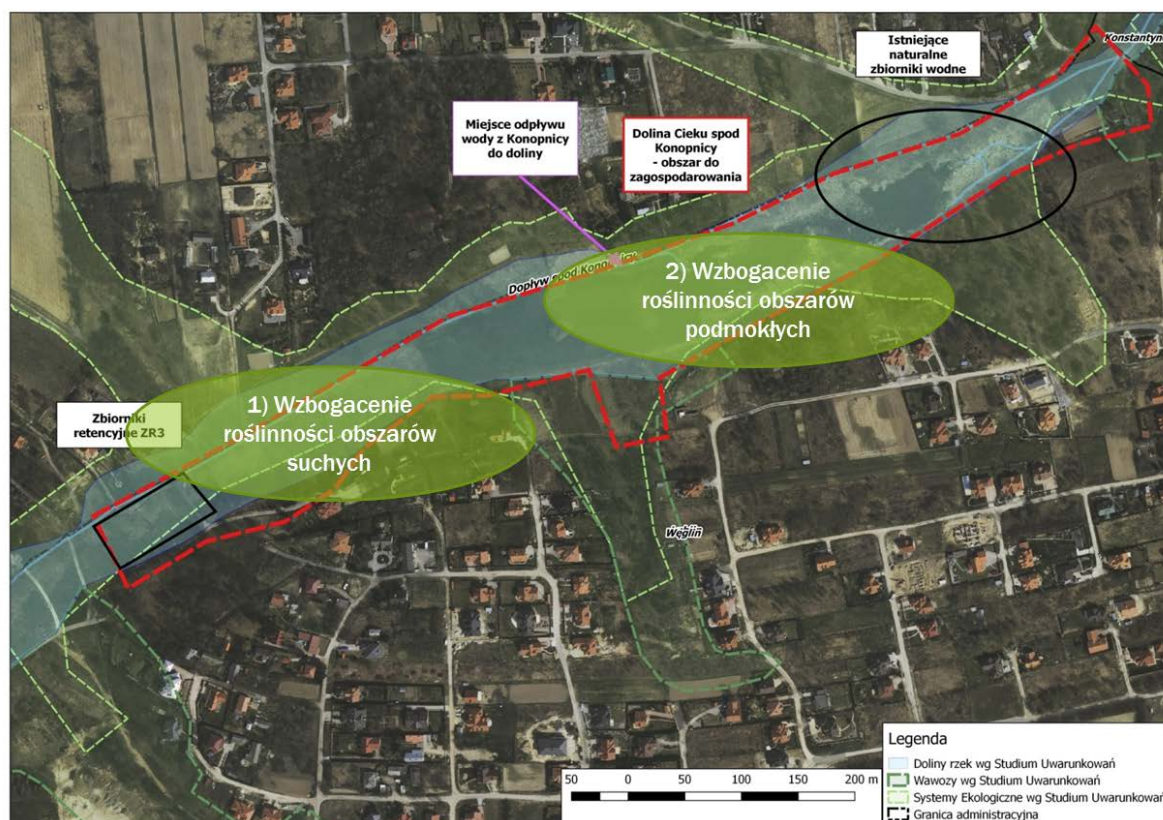 Istniejące
naturalne
zbiorniki wodne
Miejsce odpływu
wody z Konopnicy
do doliny
Dolina Cieku spod
Konopnicy
- obszar do
zagospodarowania
Dopływ spod Konopnicy
2) Wzbogacenie
roślinności obszarów
podmokłych
1) Wzbogacenie
roślinności obszarów
suchych
Zbiorniki
retencyjne ZR3
Węglin
50 0 50 100 150 200 m
Legenda
Doliny rzek wg Studium Uwarunkowań
Wawozy wg Studium Uwarunkowań
Systemy Ekologiczne wg Studium Uwarunkowań
Granica administracyjna